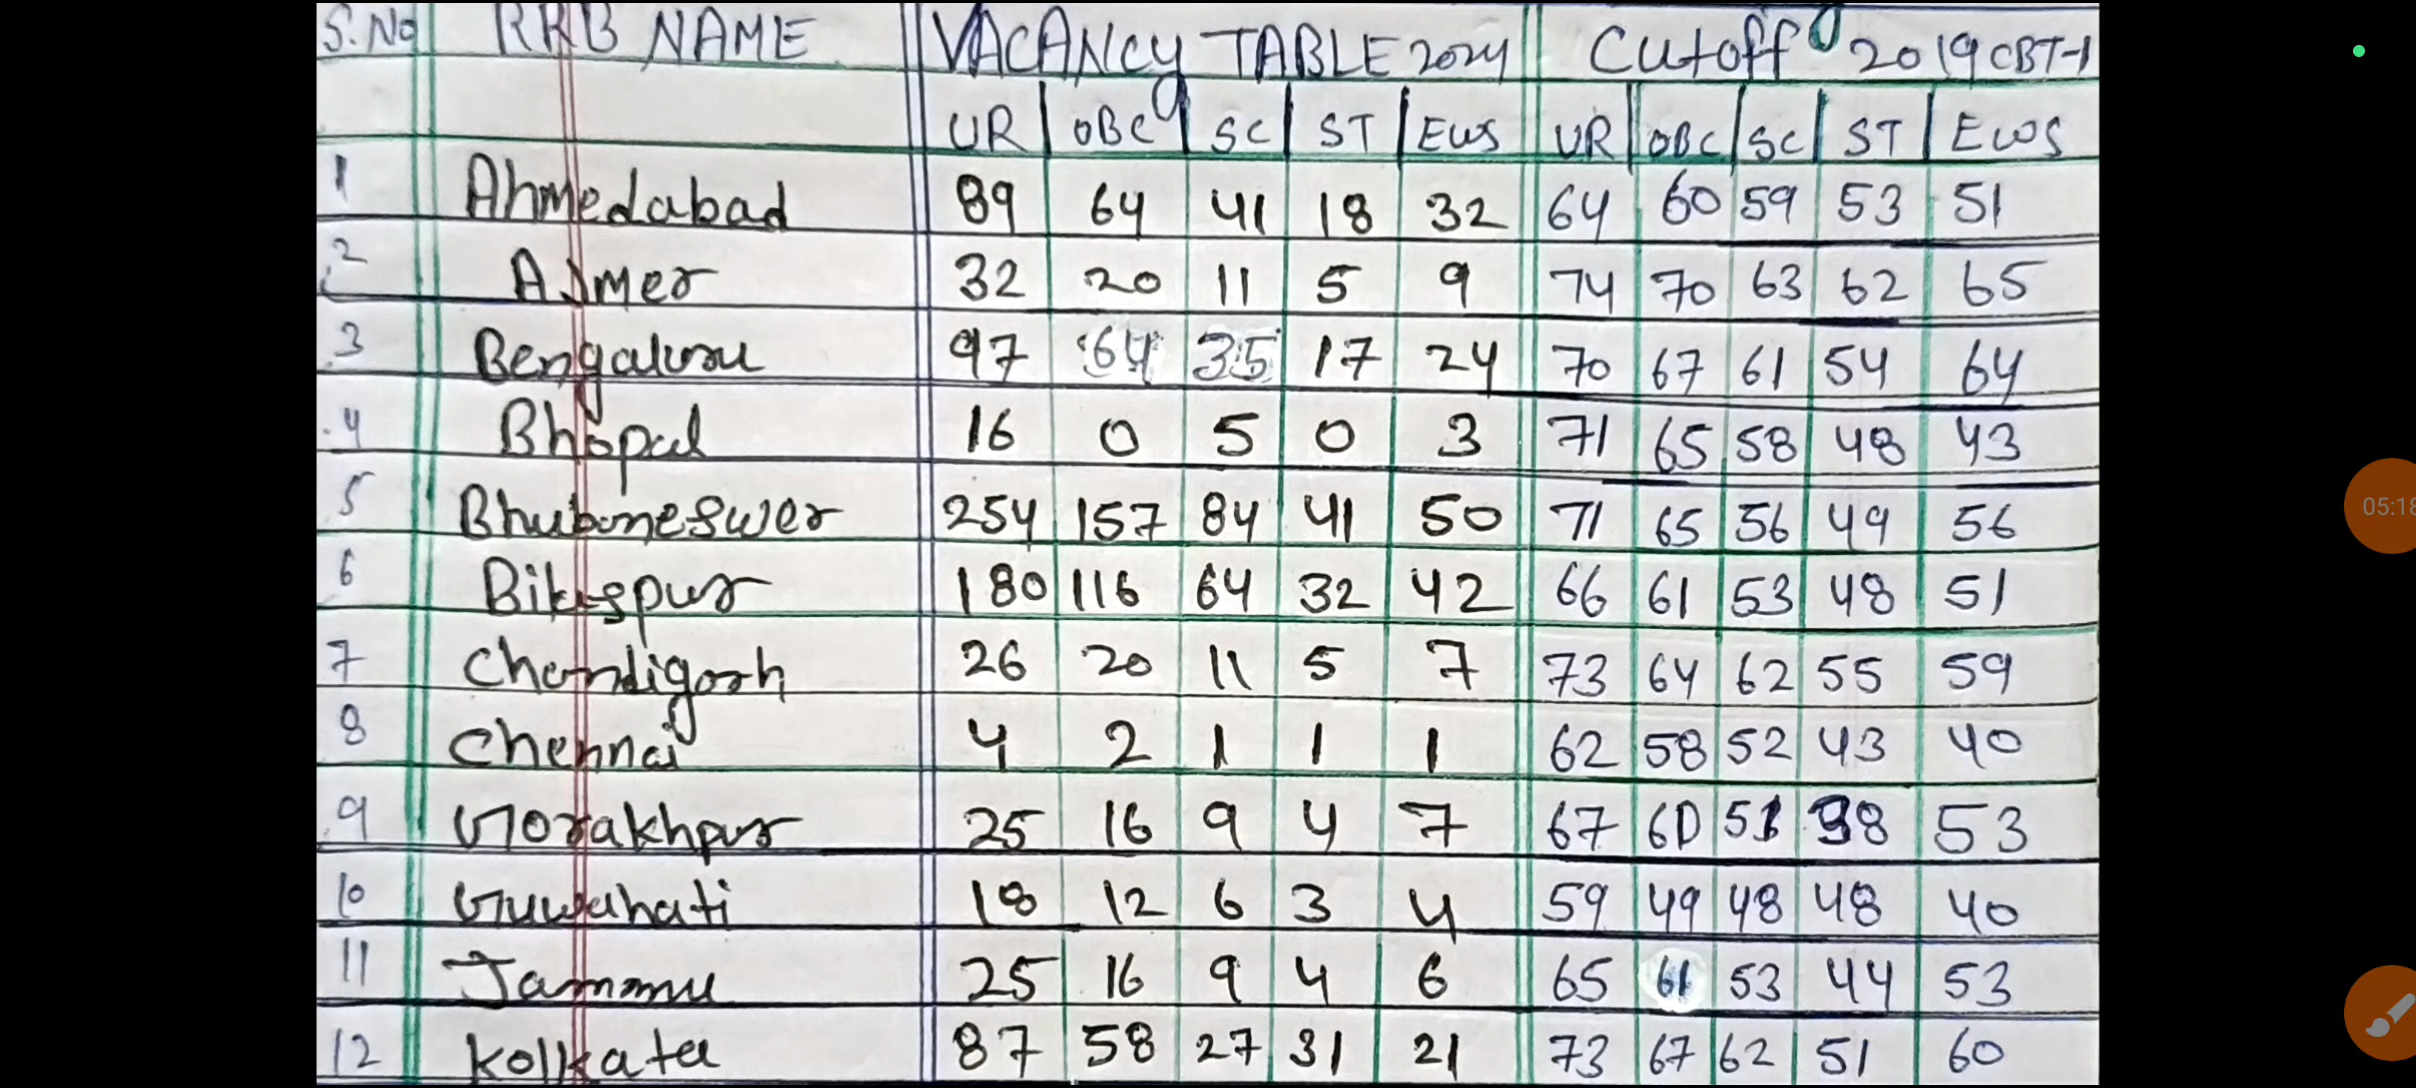 S.No RRB NAME VACANCY TABLE 2024 Cutoff 2019 CBT-1
UR OBC SC ST EWS UR OBC SC ST EWS
1 Ahmedabad 89 64 41 18 32 64 60 59 53 51
2 Ajmer 32 20 11 5 9 74 70 63 62 65
3 Bengaluru 97 64 35 17 24 70 67 61 54 64
4 Bhopal 16 0 5 0 3 71 65 58 48 43
5 Bhubaneswer 254 157 84 41 50 71 65 56 49 56
6 180 116 64 32 42 66 61 53 48 51
7 Chandigarh 26 20 11 5 7 73 64 62 55 59
8 Chennai 4 2 1 1 1 62 58 52 43 40
9 Gorakhpur 25 16 9 4 7 67 60 51 38 53
10 Guwahati 18 12 6 3 4 59 49 48 48 40
11 Jammu 25 16 9 4 6 65 61 53 44 53
12 Kolkata 87 58 27 31 21 73 67 62 51 60
05:18